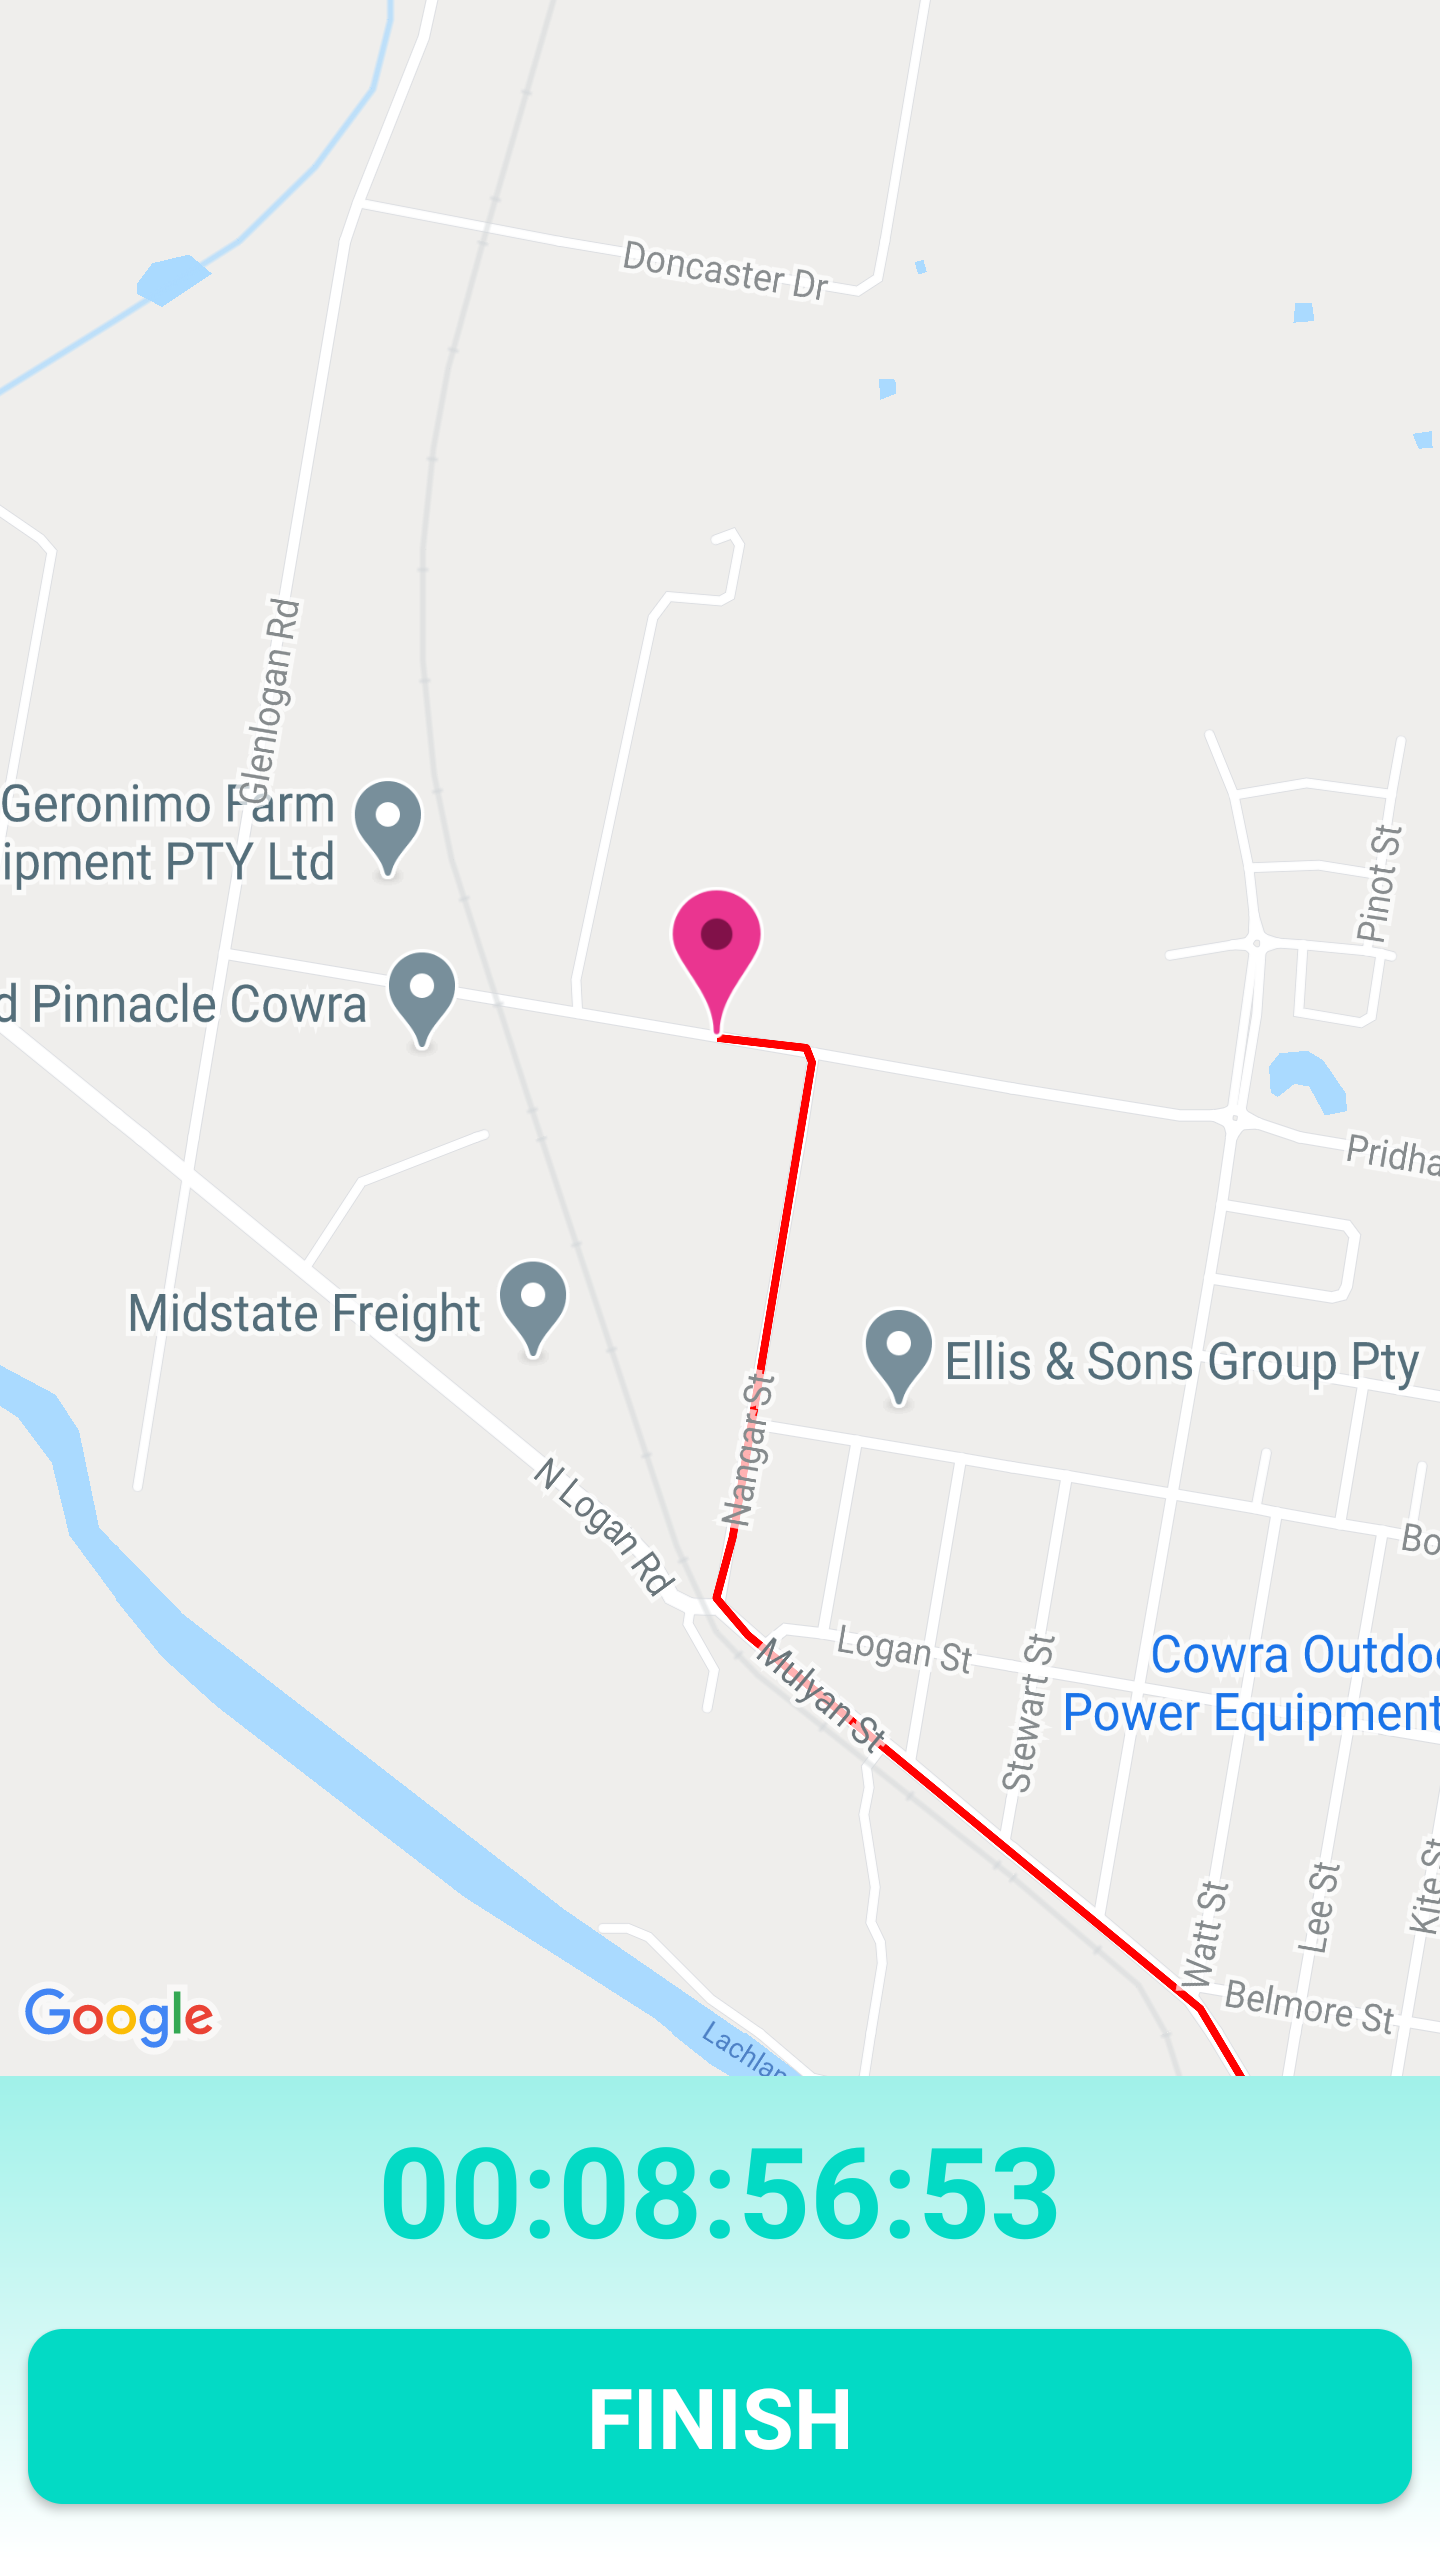 Doncaster Dr
Glenlogan Rd
Geronimo Farm
ipment PTY Ltd
Pinot St
d Pinnacle Cowra
Pridha
Midstate Freight
Ellis & Sons Group Pty
Nangar St
N Logan Rd
Bo
Logan St
Mulyan St
Stewart St
Cowra Outdoo
Power Equipment
Watt St
Lee St
Kite St
Belmore St
Google
Lachlan
00:08:56:53
FINISH